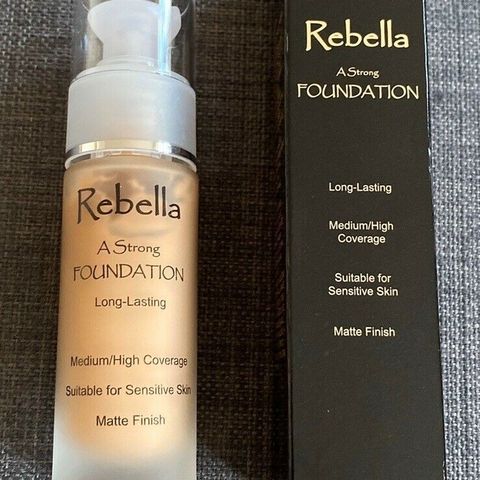 Rebella
A Strong
FOUNDATION
Long-Lasting
Medium/High Coverage
Suitable for Sensitive Skin
Matte Finish
Rebella
A Strong
FOUNDATION
Long-Lasting
Medium/High
Coverage
Suitable for
Sensitive Skin
Matte Finish